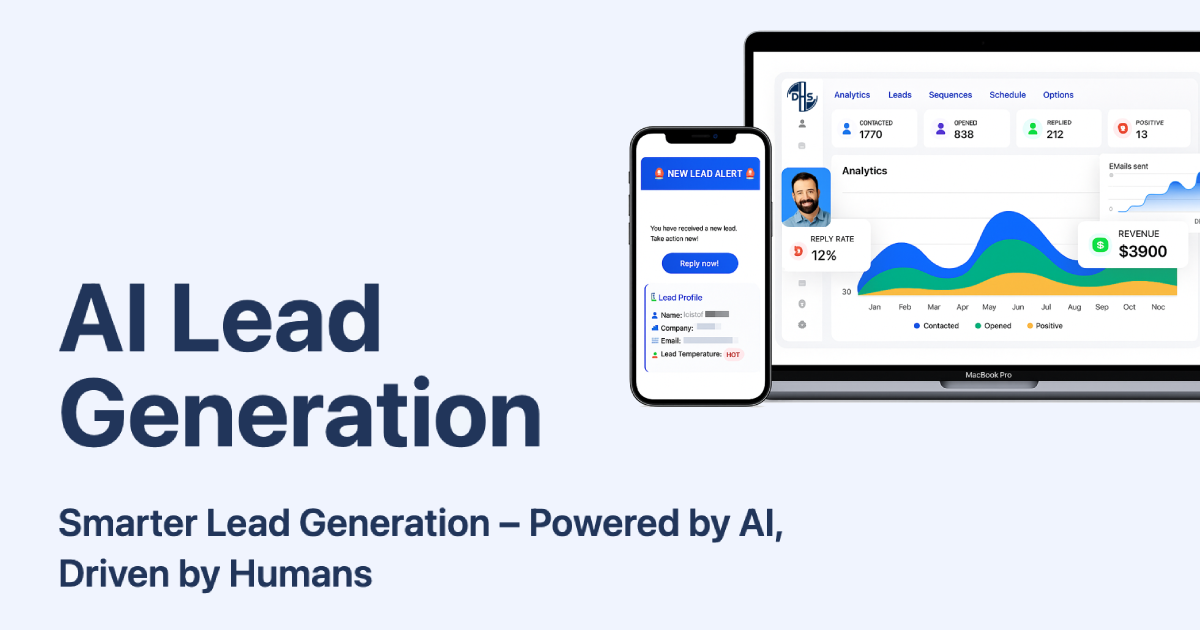 AI Lead
Generation
Smarter Lead Generation – Powered by AI,
Driven by Humans
NEW LEAD ALERT
You have received a new lead.
Take action new!
Reply now!
Lead Profile
Name:
Company:
Email:
Lead Temperature: HOT
DHS
Analytics Leads Sequences Schedule Options
CONTACTED
1770
OPENED
838
REPLIED
212
POSITIVE
13
Analytics
EMails sent
0
REPLY RATE
12%
REVENUE
$3900
30
Jan Feb Mar Apr May Jun Jul Aug Sep Oct Noc
Contacted Opened Positive
MacBook Pro